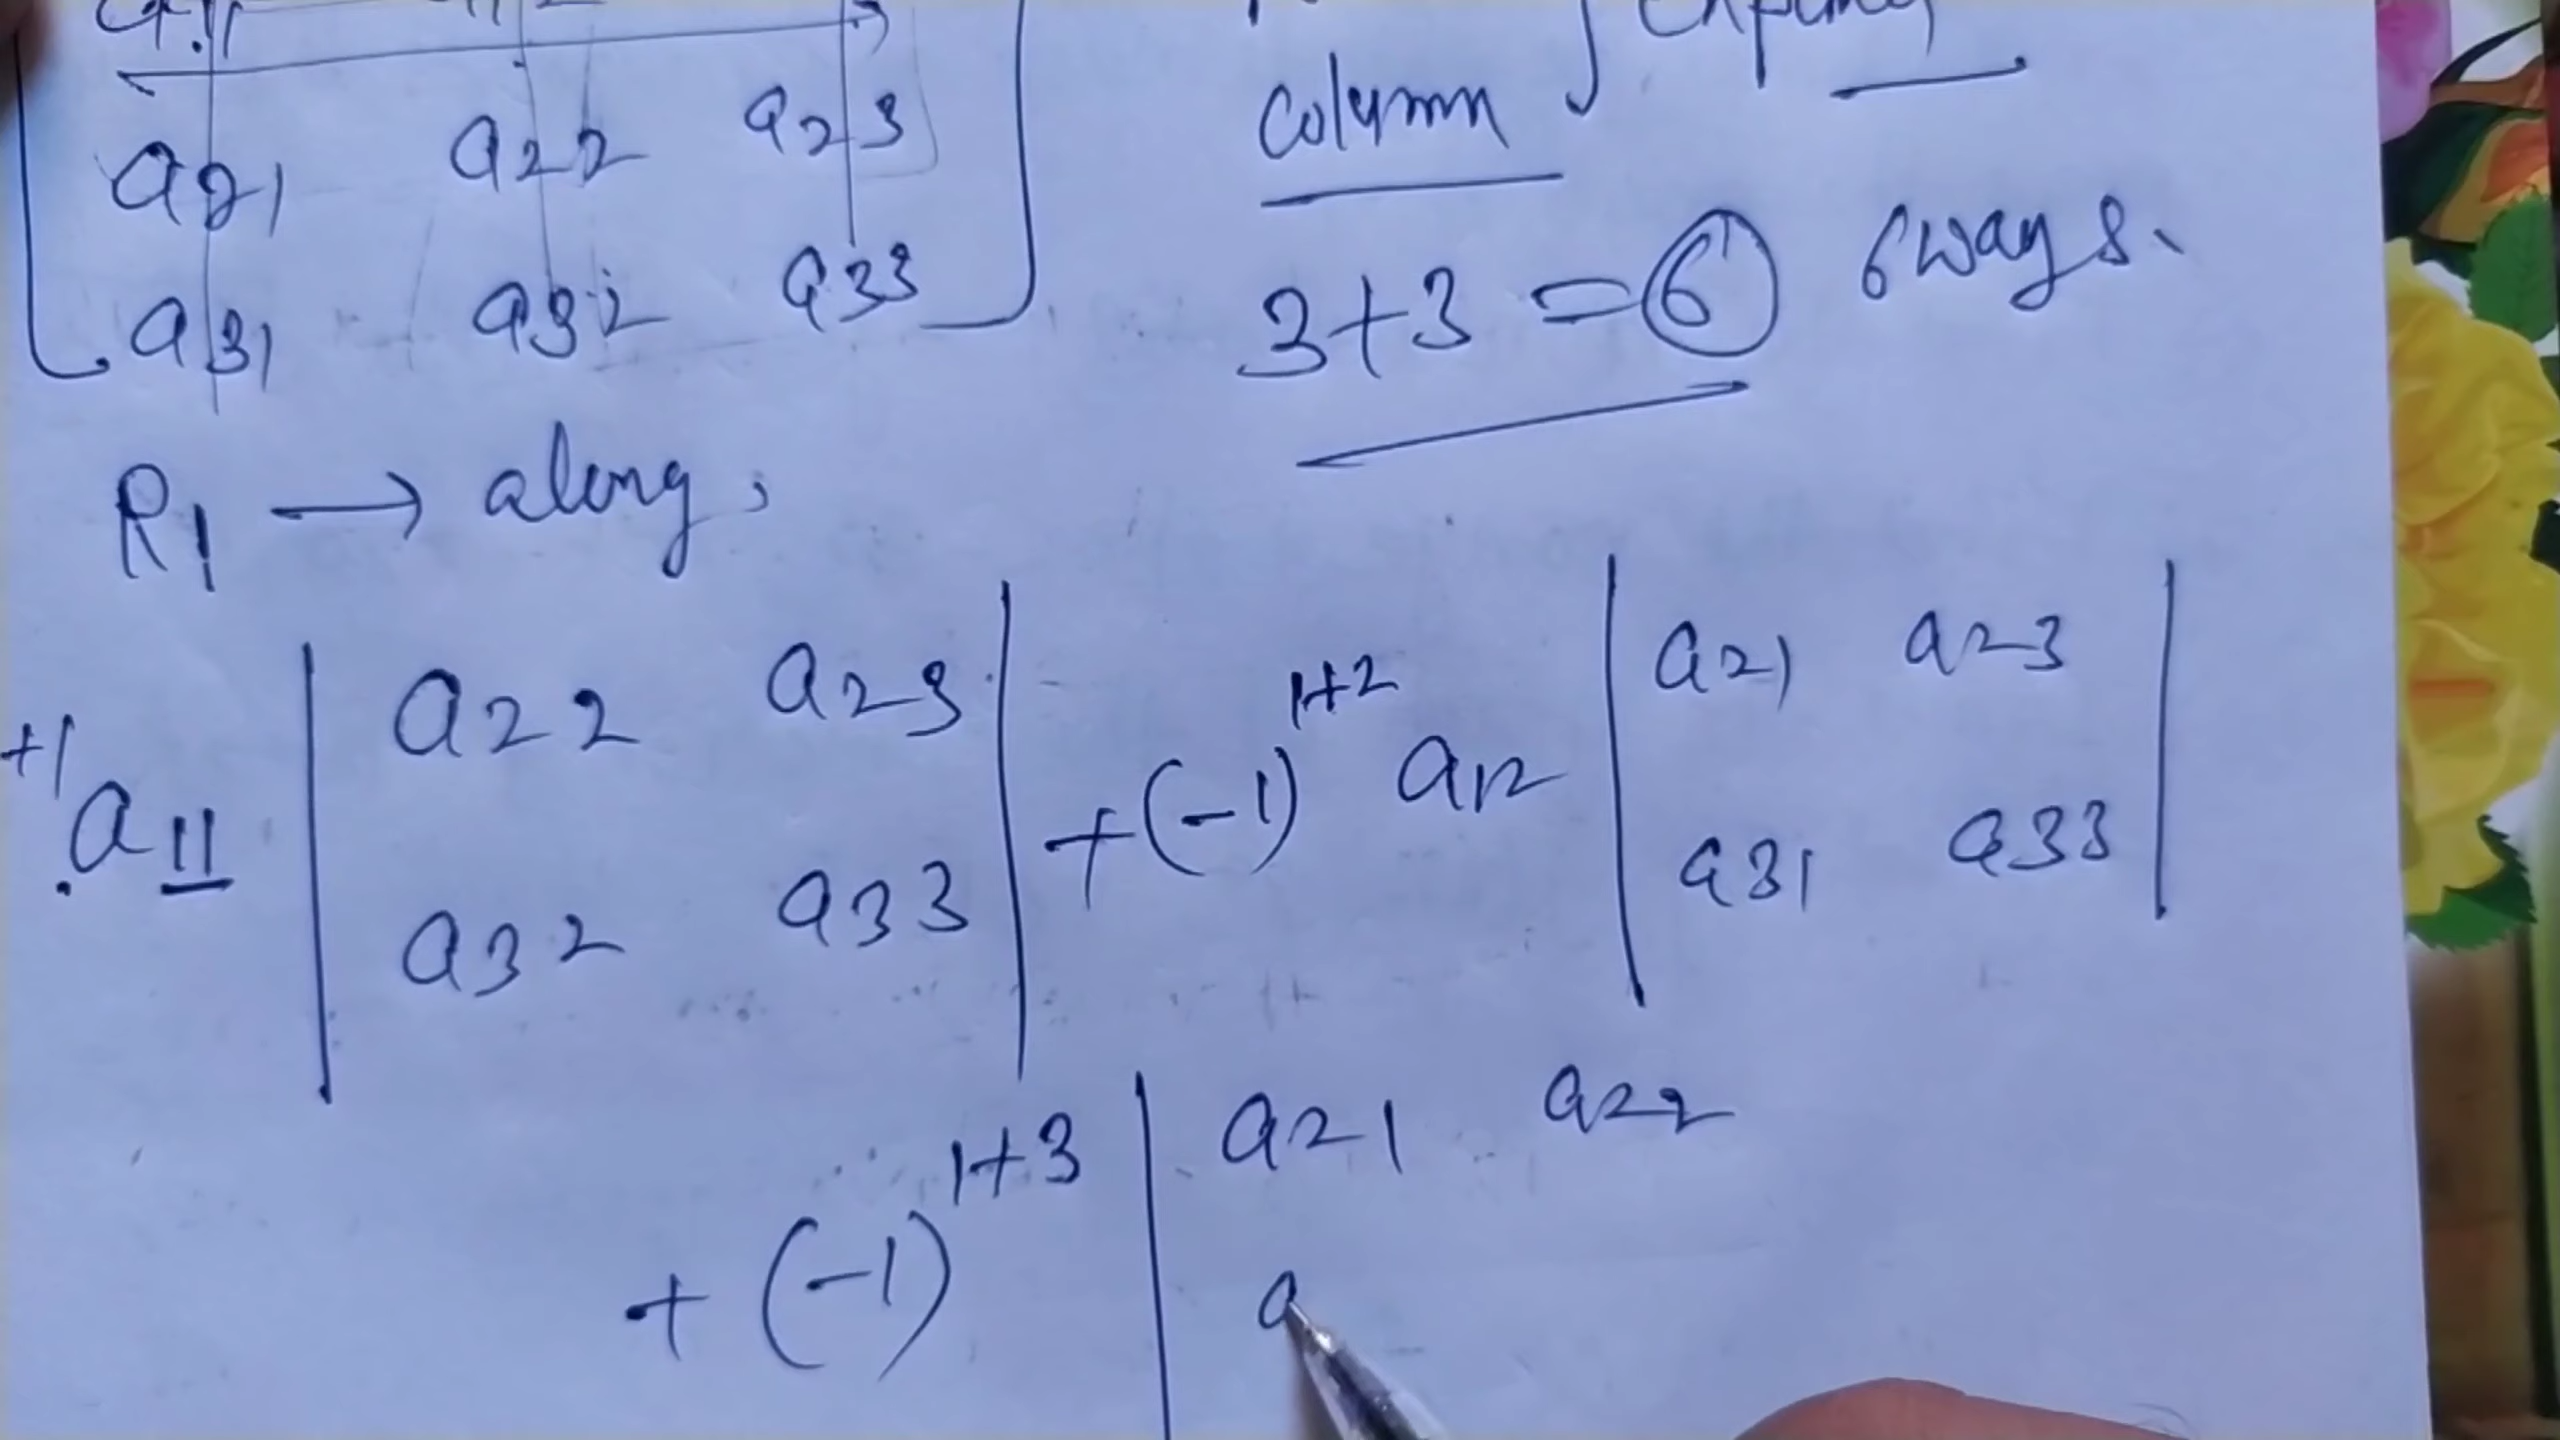 a21 a22 a23
a31 a32 a33
column
3+3 = 6 6 ways.
R1 → along,
+1 a11 | a22 a23 | + (-1)^1+2 a12 | a21 a23 |
| a32 a33 | | a31 a33 |
+ (-1)^1+3 | a21 a22
a